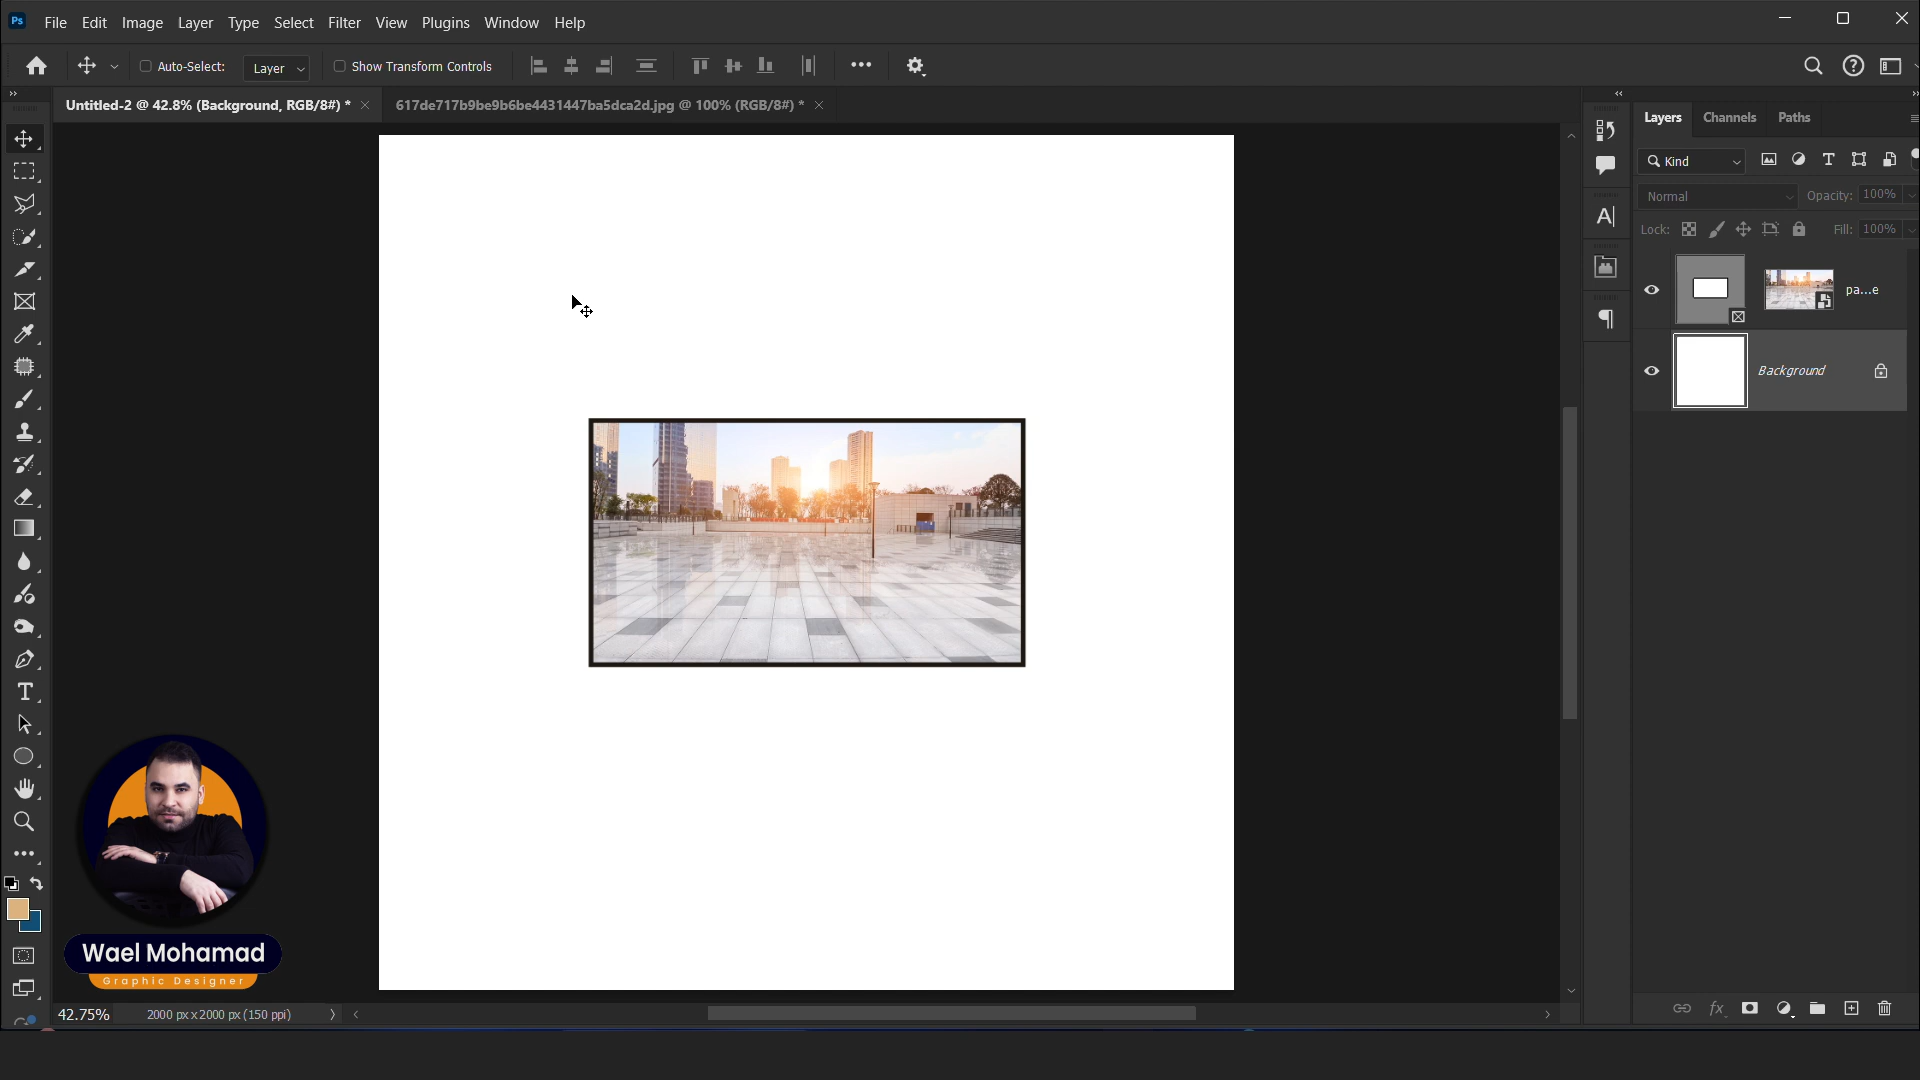 Ps File Edit Image Layer Type Select Filter View Plugins Window Help
Auto-Select: Layer Show Transform Controls
Untitled-2 @ 42.8% (Background, RGB/8#) * 617de717b9be9b6be4431447ba5dca2d.jpg @ 100% (RGB/8#) *
Layers Channels Paths
Kind
Normal Opacity: 100%
Lock: Fill: 100%
pa...e
Background
Wael Mohamad
Graphic Designer
42.75% 2000 px x 2000 px (150 ppi)